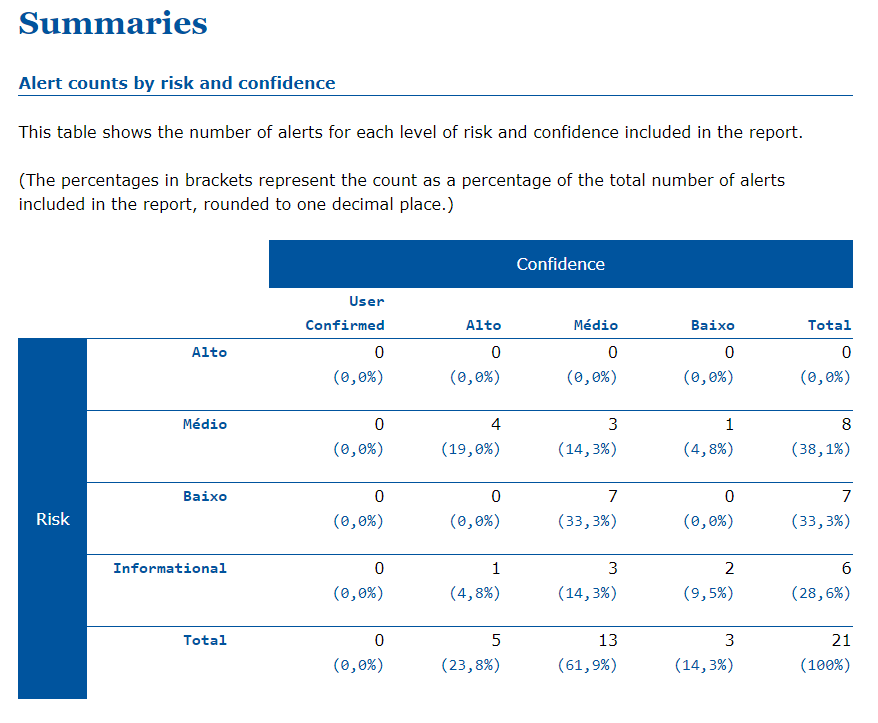 Summaries
Alert counts by risk and confidence
This table shows the number of alerts for each level of risk and confidence included in the report.
(The percentages in brackets represent the count as a percentage of the total number of alerts
included in the report, rounded to one decimal place.)
Confidence
User
Confirmed Alto Médio Baixo Total
Alto 0 0 0 0 0
(0,0%) (0,0%) (0,0%) (0,0%) (0,0%)
Médio 0 4 3 1 8
(0,0%) (19,0%) (14,3%) (4,8%) (38,1%)
Baixo 0 0 7 0 7
Risk (0,0%) (0,0%) (33,3%) (0,0%) (33,3%)
Informational 0 1 3 2 6
(0,0%) (4,8%) (14,3%) (9,5%) (28,6%)
Total 0 5 13 3 21
(0,0%) (23,8%) (61,9%) (14,3%) (100%)